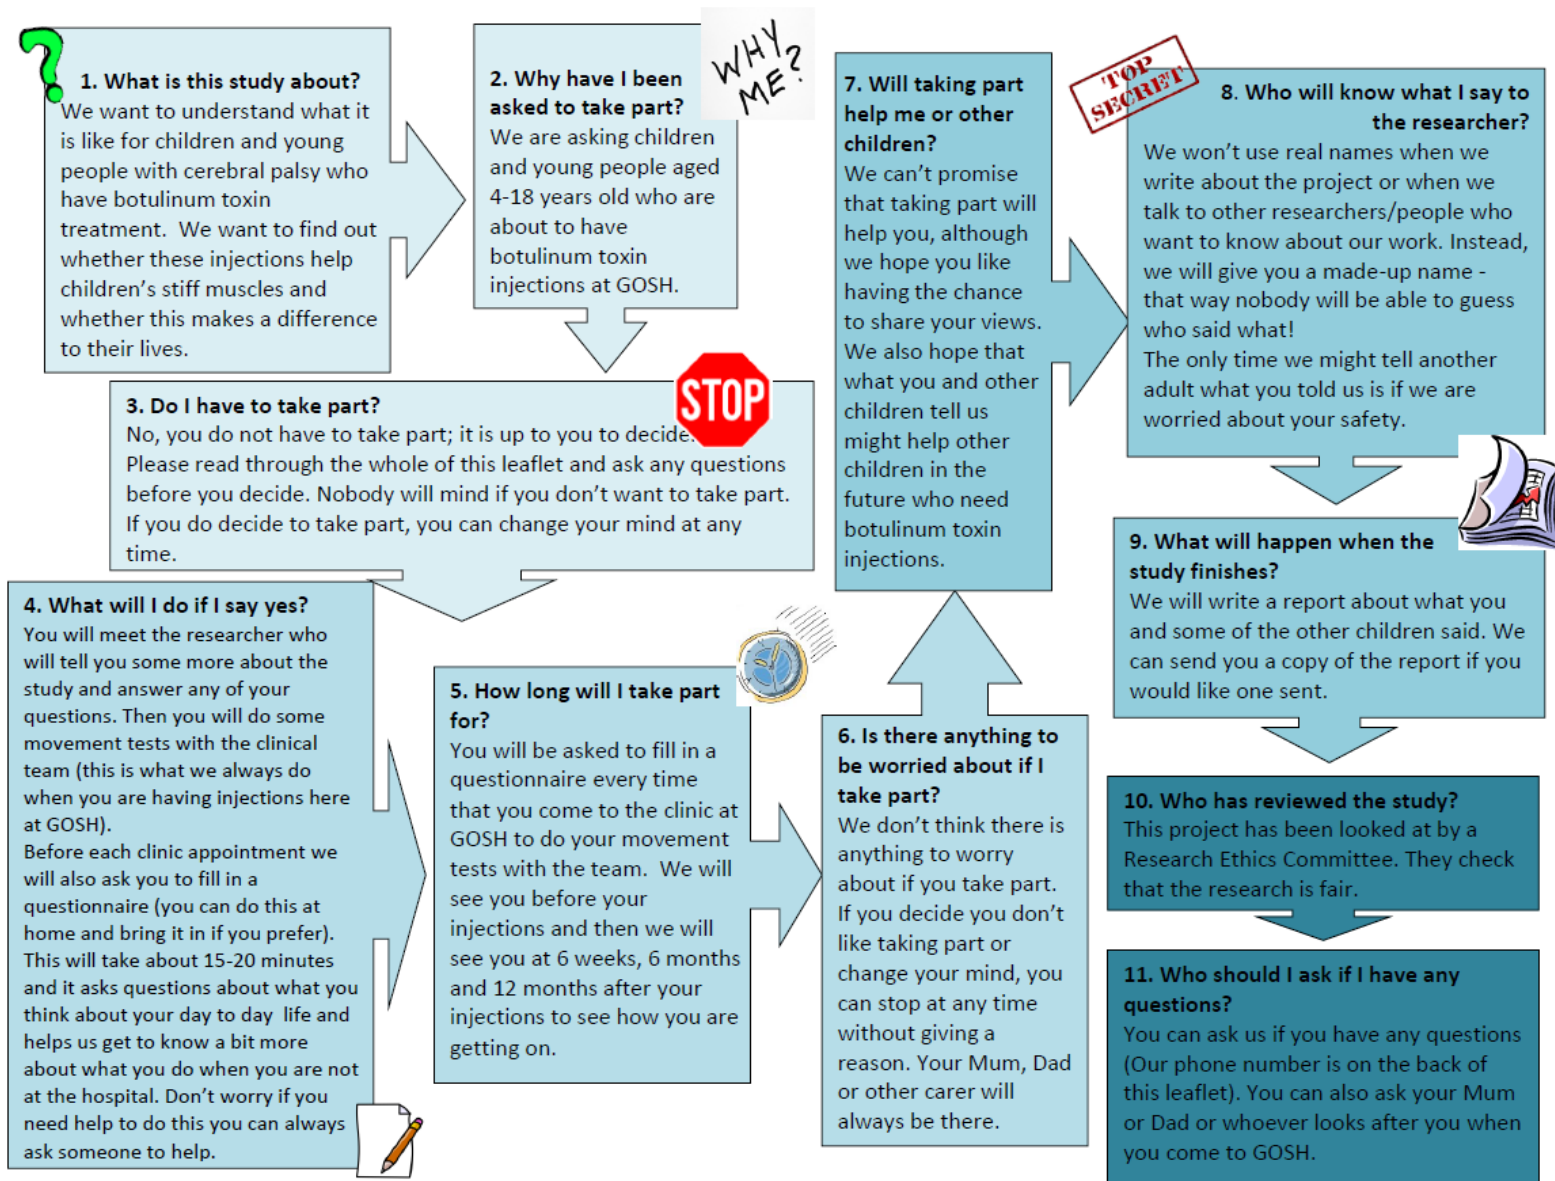 1. What is this study about?
We want to understand what it
is like for children and young
people with cerebral palsy who
have botulinum toxin
treatment.  We want to find out
whether these injections help
children’s stiff muscles and
whether this makes a difference
to their lives.
WHY
ME?
2. Why have I been
asked to take part?
We are asking children
and young people aged
4-18 years old who are
about to have
botulinum toxin
injections at GOSH.
STOP
3. Do I have to take part?
No, you do not have to take part; it is up to you to decide.
Please read through the whole of this leaflet and ask any questions
before you decide. Nobody will mind if you don’t want to take part.
If you do decide to take part, you can change your mind at any
time.
4. What will I do if I say yes?
You will meet the researcher who
will tell you some more about the
study and answer any of your
questions. Then you will do some
movement tests with the clinical
team (this is what we always do
when you are having injections here
at GOSH).
Before each clinic appointment we
will also ask you to fill in a
questionnaire (you can do this at
home and bring it in if you prefer).
This will take about 15-20 minutes
and it asks questions about what you
think about your day to day  life and
helps us get to know a bit more
about what you do when you are not
at the hospital. Don’t worry if you
need help to do this you can always
ask someone to help.
5. How long will I take part
for?
You will be asked to fill in a
questionnaire every time
that you come to the clinic at
GOSH to do your movement
tests with the team.  We will
see you before your
injections and then we will
see you at 6 weeks, 6 months
and 12 months after your
injections to see how you are
getting on.
6. Is there anything to
be worried about if I
take part?
We don’t think there is
anything to worry
about if you take part.
If you decide you don’t
like taking part or
change your mind, you
can stop at any time
without giving a
reason. Your Mum, Dad
or other carer will
always be there.
7. Will taking part
help me or other
children?
We can’t promise
that taking part will
help you, although
we hope you like
having the chance
to share your views.
We also hope that
what you and other
children tell us
might help other
children in the
future who need
botulinum toxin
injections.
TOP
SECRET
8. Who will know what I say to
the researcher?
We won’t use real names when we
write about the project or when we
talk to other researchers/people who
want to know about our work. Instead,
we will give you a made-up name -
that way nobody will be able to guess
who said what!
The only time we might tell another
adult what you told us is if we are
worried about your safety.
9. What will happen when the
study finishes?
We will write a report about what you
and some of the other children said. We
can send you a copy of the report if you
would like one sent.
10. Who has reviewed the study?
This project has been looked at by a
Research Ethics Committee. They check
that the research is fair.
11. Who should I ask if I have any
questions?
You can ask us if you have any questions
(Our phone number is on the back of
this leaflet). You can also ask your Mum
or Dad or whoever looks after you when
you come to GOSH.